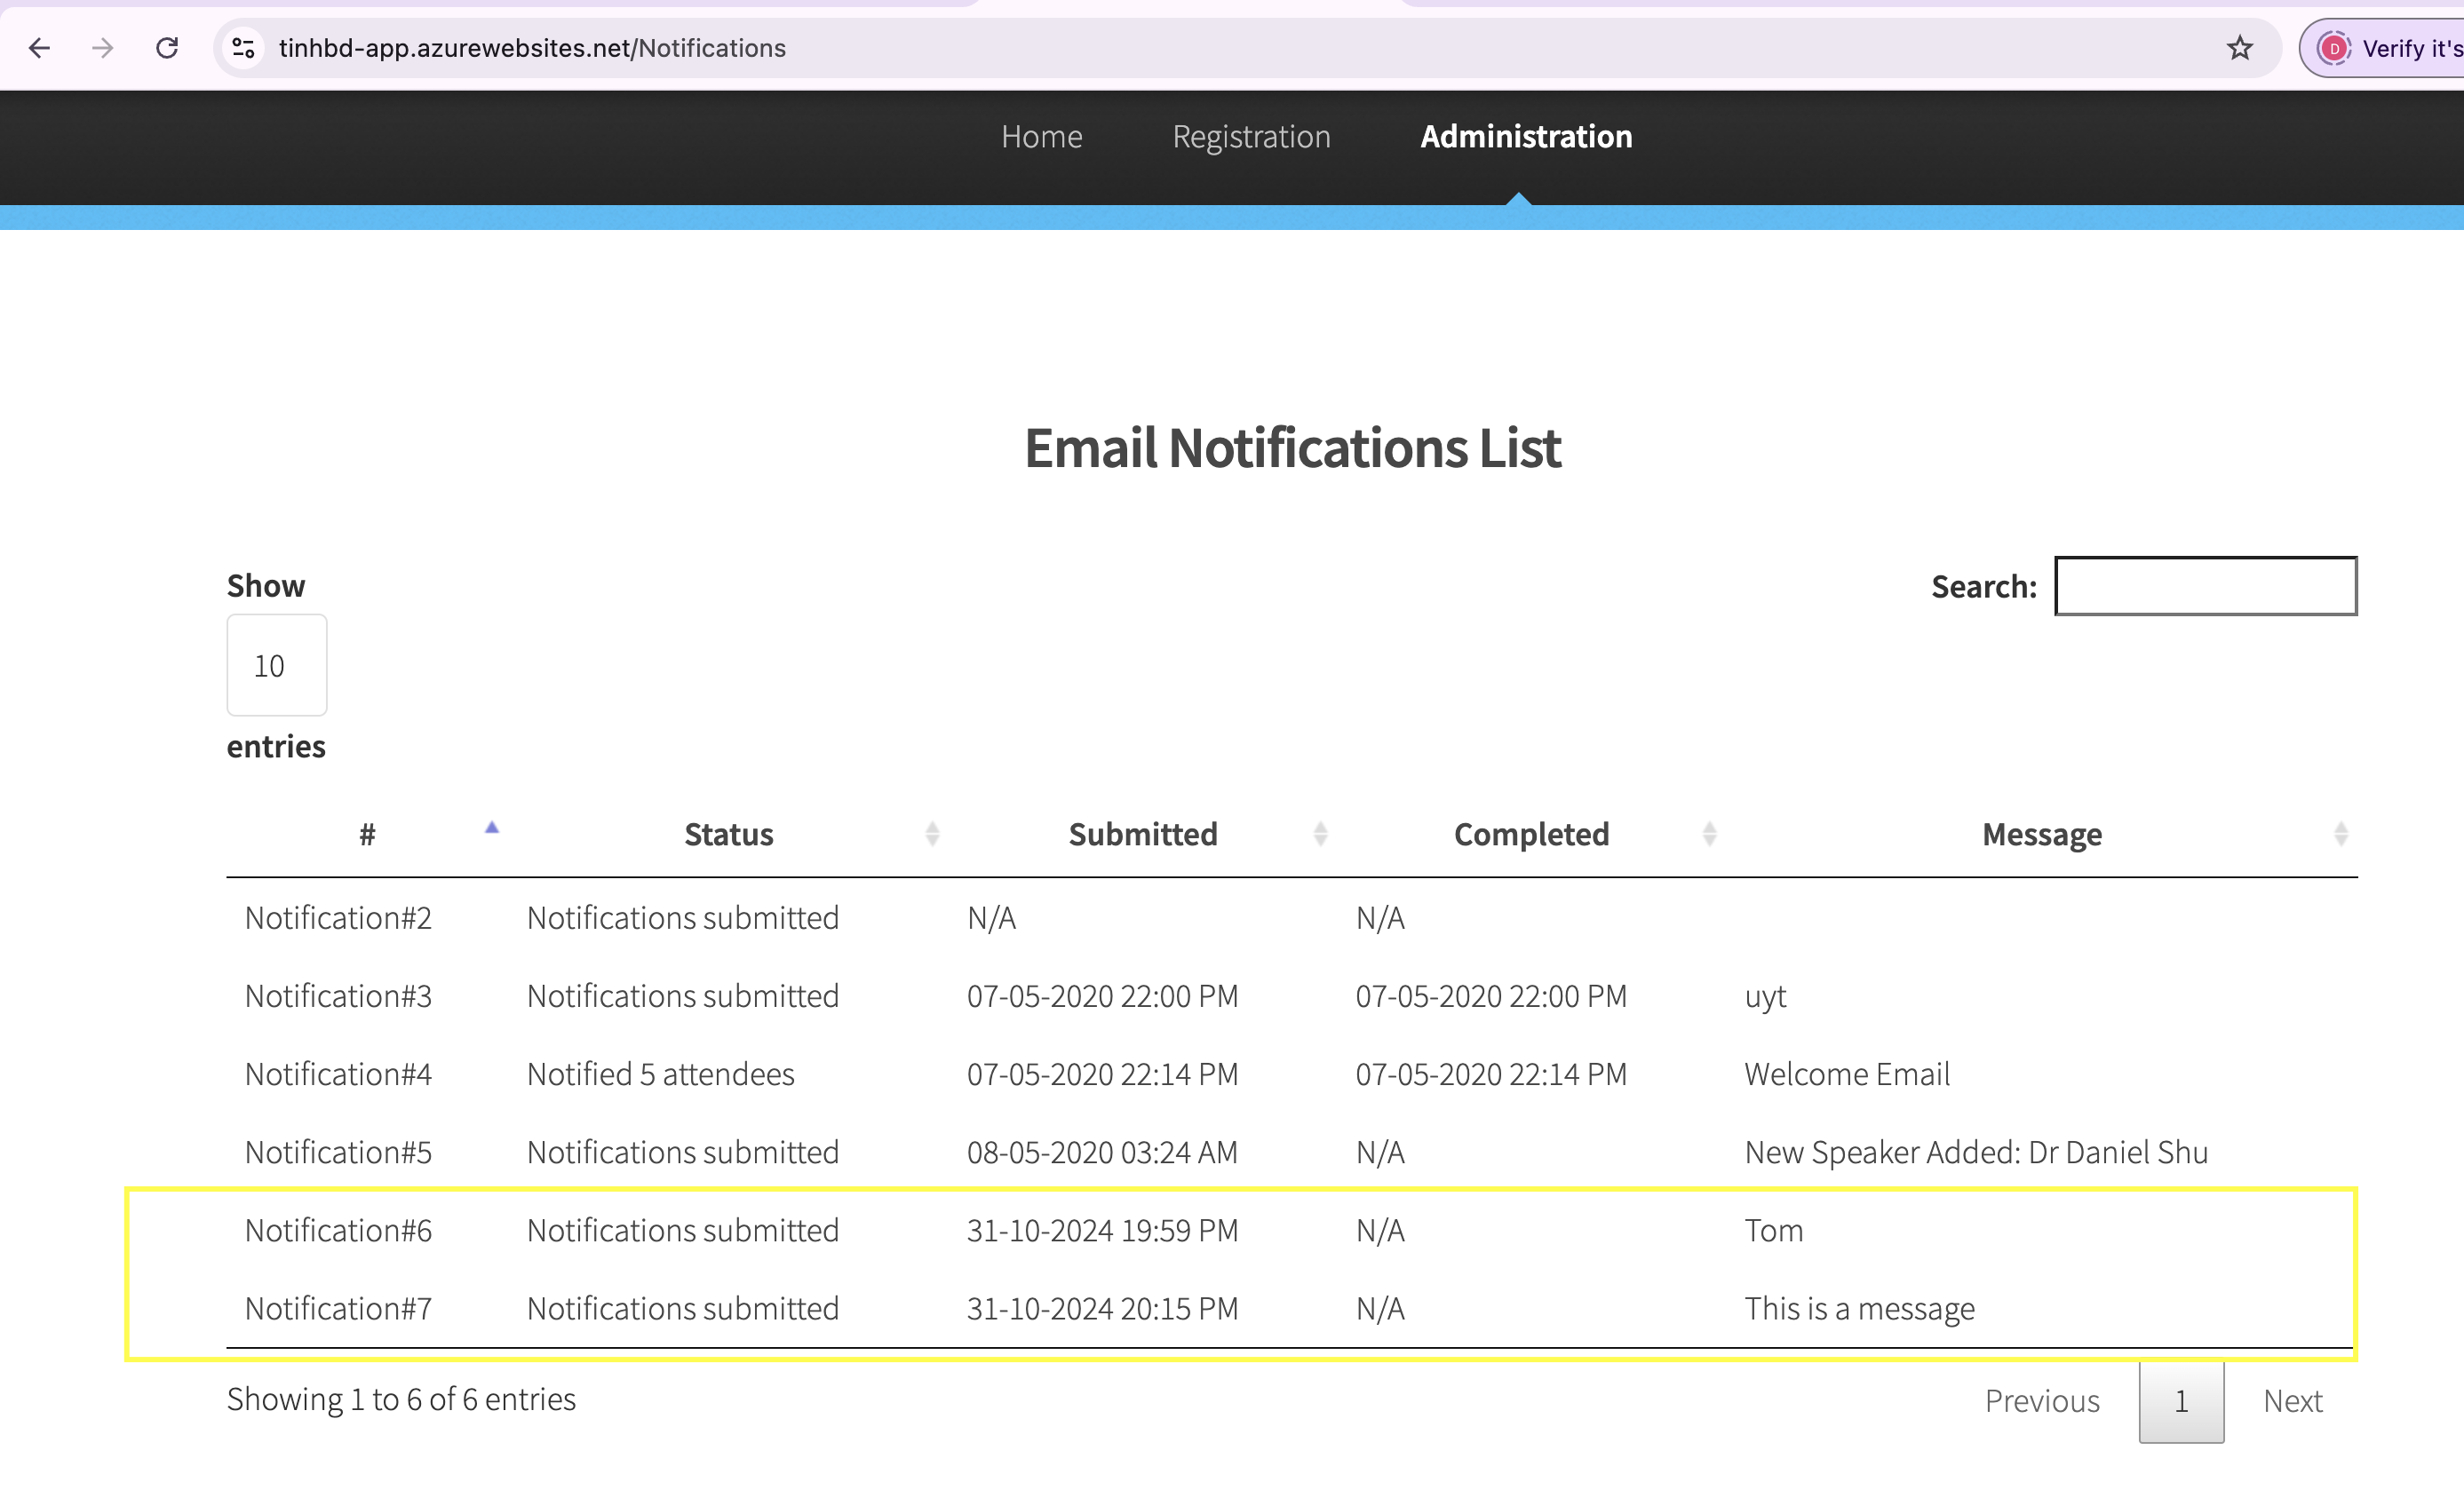 tinhbd-app.azurewebsites.net/Notifications
D Verify it's
Home Registration Administration
Email Notifications List
Show
10
entries
Search:
# Status Submitted Completed Message
Notification#2 Notifications submitted N/A N/A
Notification#3 Notifications submitted 07-05-2020 22:00 PM 07-05-2020 22:00 PM uyt
Notification#4 Notified 5 attendees 07-05-2020 22:14 PM 07-05-2020 22:14 PM Welcome Email
Notification#5 Notifications submitted 08-05-2020 03:24 AM N/A New Speaker Added: Dr Daniel Shu
Notification#6 Notifications submitted 31-10-2024 19:59 PM N/A Tom
Notification#7 Notifications submitted 31-10-2024 20:15 PM N/A This is a message
Showing 1 to 6 of 6 entries
Previous 1 Next